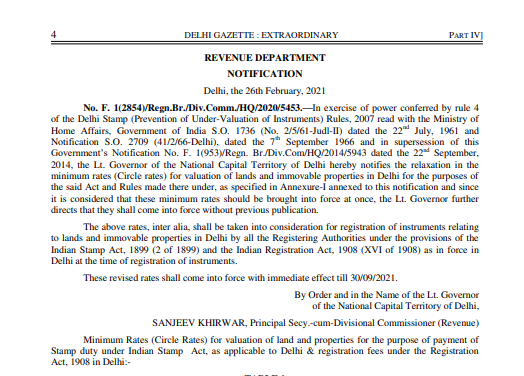 4 DELHI GAZETTE : EXTRAORDINARY PART IV]
REVENUE DEPARTMENT
NOTIFICATION
Delhi, the 26th February, 2021
No. F. 1(2854)/Regn.Br./Div.Comm./HQ/2020/5453.—In exercise of power conferred by rule 4
of the Delhi Stamp (Prevention of Under-Valuation of Instruments) Rules, 2007 read with the Ministry of
Home Affairs, Government of India S.O. 1736 (No. 2/5/61-Judl-II) dated the 22nd July, 1961 and
Notification S.O. 2709 (41/2/66-Delhi), dated the 7th September 1966 and in supersession of this
Government's Notification No. F. 1(953)/Regn. Br./Div.Com/HQ/2014/5943 dated the 22nd September,
2014, the Lt. Governor of the National Capital Territory of Delhi hereby notifies the relaxation in the
minimum rates (Circle rates) for valuation of lands and immovable properties in Delhi for the purposes of
the said Act and Rules made there under, as specified in Annexure-I annexed to this notification and since
it is considered that these minimum rates should be brought into force at once, the Lt. Governor further
directs that they shall come into force without previous publication.
The above rates, inter alia, shall be taken into consideration for registration of instruments relating
to lands and immovable properties in Delhi by all the Registering Authorities under the provisions of the
Indian Stamp Act, 1899 (2 of 1899) and the Indian Registration Act, 1908 (XVI of 1908) as in force in
Delhi at the time of registration of instruments.
These revised rates shall come into force with immediate effect till 30/09/2021.
By Order and in the Name of the Lt. Governor
of the National Capital Territory of Delhi,
SANJEEV KHIRWAR, Principal Secy.-cum-Divisional Commissioner (Revenue)
Minimum Rates (Circle Rates) for valuation of land and properties for the purpose of payment of
Stamp duty under Indian Stamp Act, as applicable to Delhi & registration fees under the Registration
Act, 1908 in Delhi:-